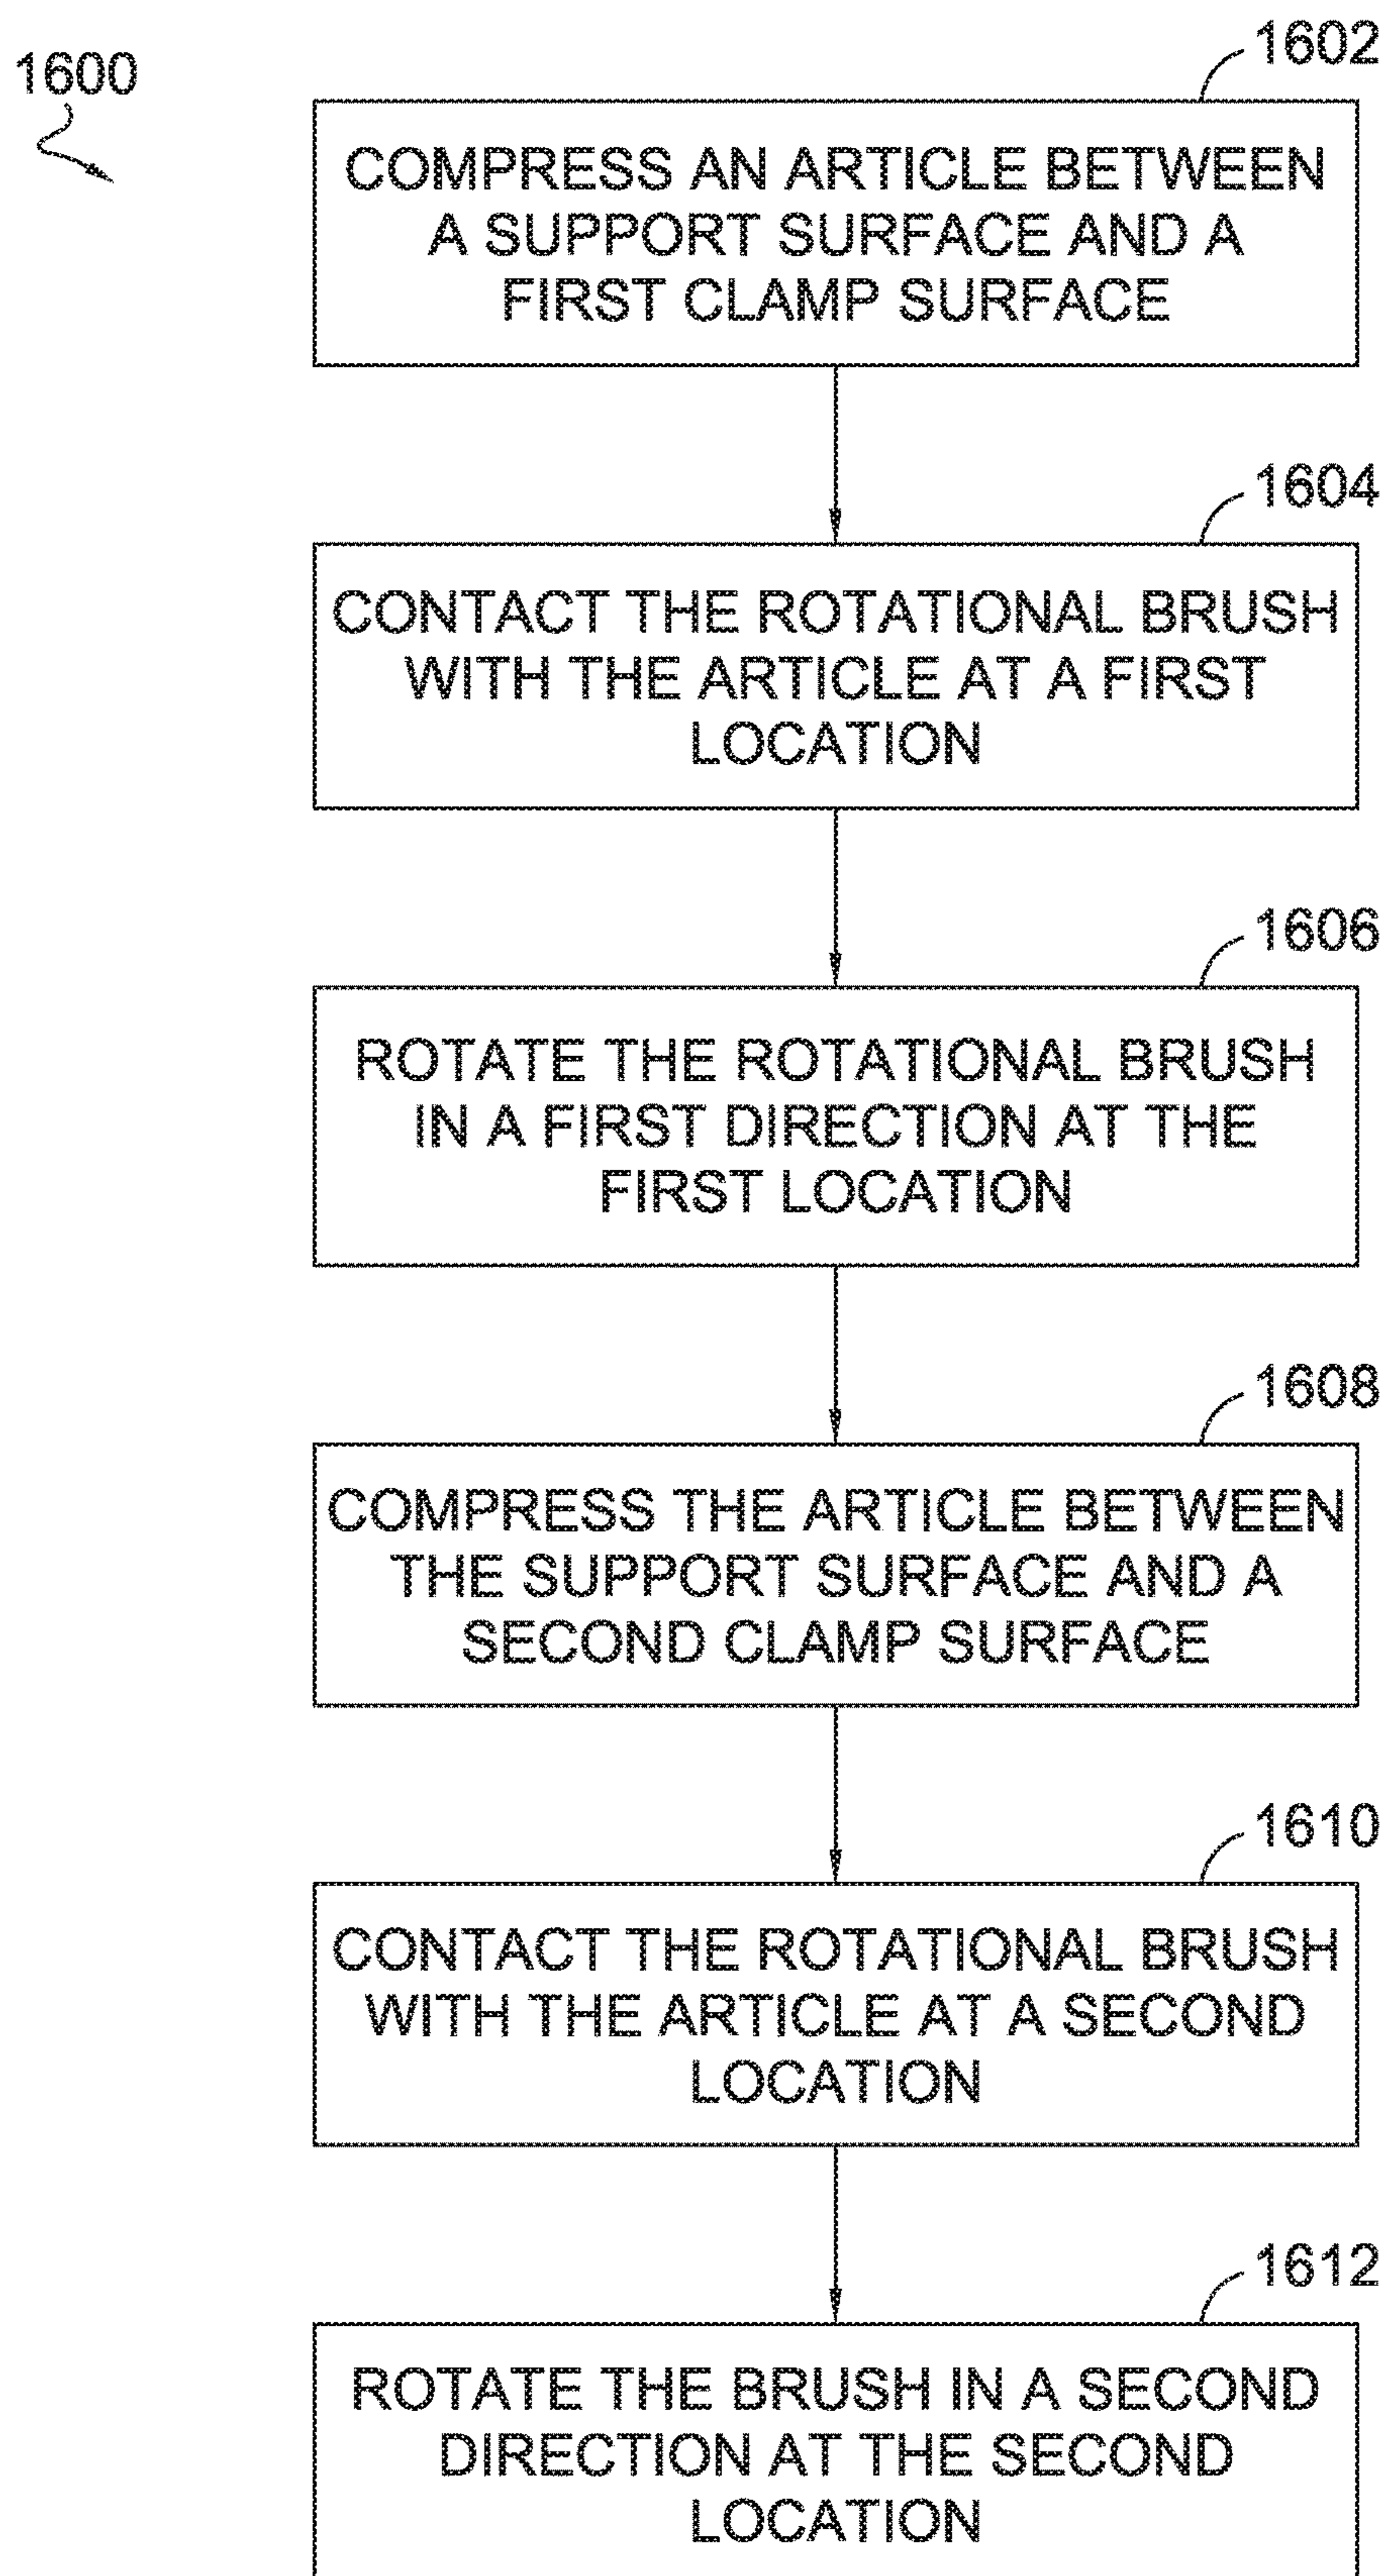 1600
1602
COMPRESS AN ARTICLE BETWEEN
A SUPPORT SURFACE AND A
FIRST CLAMP SURFACE
1604
CONTACT THE ROTATIONAL BRUSH
WITH THE ARTICLE AT A FIRST
LOCATION
1606
ROTATE THE ROTATIONAL BRUSH
IN A FIRST DIRECTION AT THE
FIRST LOCATION
1608
COMPRESS THE ARTICLE BETWEEN
THE SUPPORT SURFACE AND A
SECOND CLAMP SURFACE
1610
CONTACT THE ROTATIONAL BRUSH
WITH THE ARTICLE AT A SECOND
LOCATION
1612
ROTATE THE BRUSH IN A SECOND
DIRECTION AT THE SECOND
LOCATION